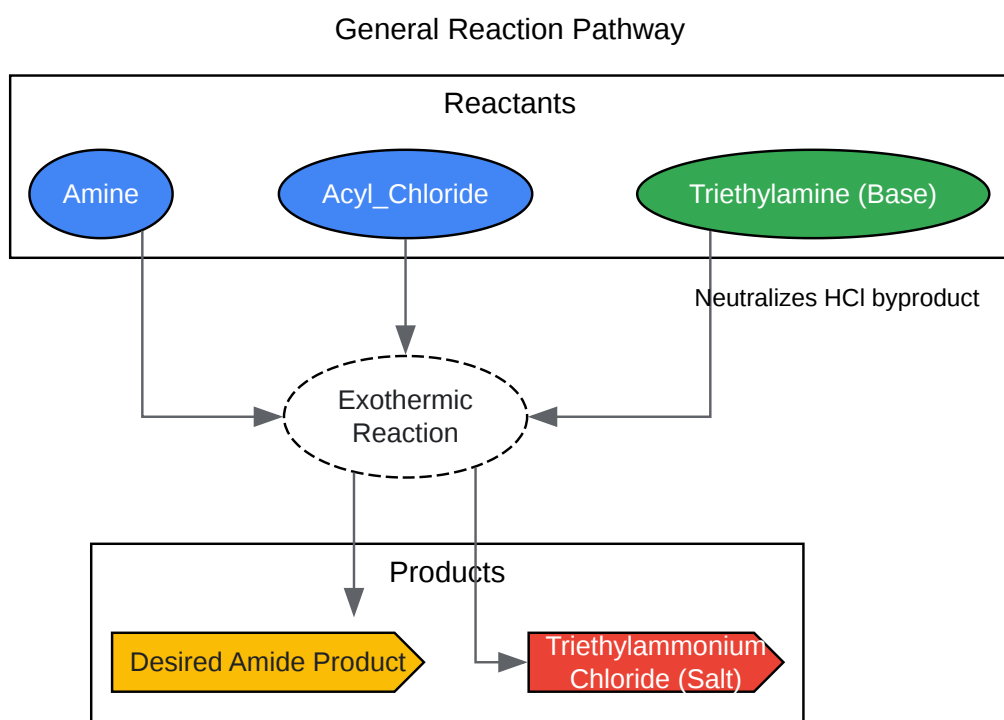 General Reaction Pathway
Reactants
Amine
Acyl_Chloride
Triethylamine (Base)
Neutralizes HCl byproduct
Exothermic
Reaction
Products
Desired Amide Product
Triethylammonium
Chloride (Salt)